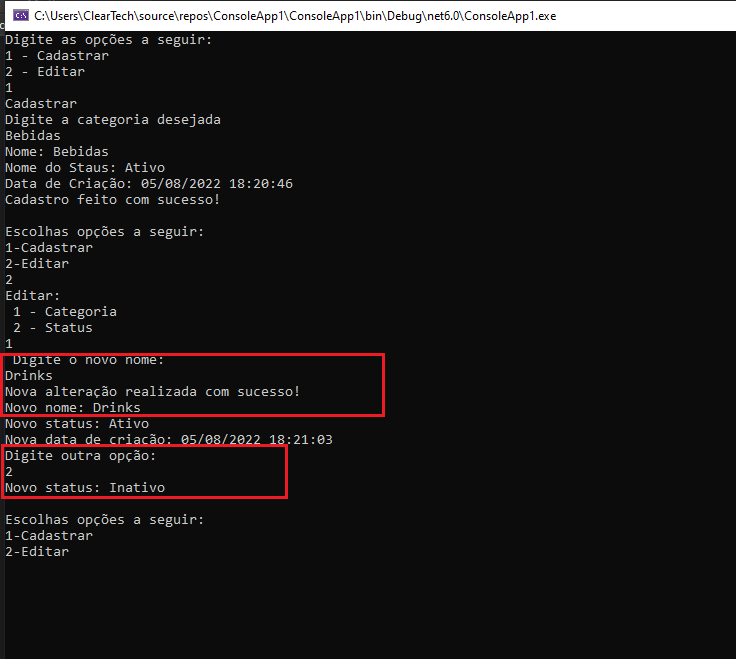 C:\Users\ClearTech\source\repos\ConsoleApp1\ConsoleApp1\bin\Debug\net6.0\ConsoleApp1.exe
Digite as opções a seguir:
1 - Cadastrar
2 - Editar
1
Cadastrar
Digite a categoria desejada
Bebidas
Nome: Bebidas
Nome do Staus: Ativo
Data de Criação: 05/08/2022 18:20:46
Cadastro feito com sucesso!
Escolhas opções a seguir:
1-Cadastrar
2-Editar
2
Editar:
1 - Categoria
2 - Status
1
Digite o novo nome:
Drinks
Nova alteração realizada com sucesso!
Novo nome: Drinks
Novo status: Ativo
Nova data de criação: 05/08/2022 18:21:03
Digite outra opção:
2
Novo status: Inativo
Escolhas opções a seguir:
1-Cadastrar
2-Editar